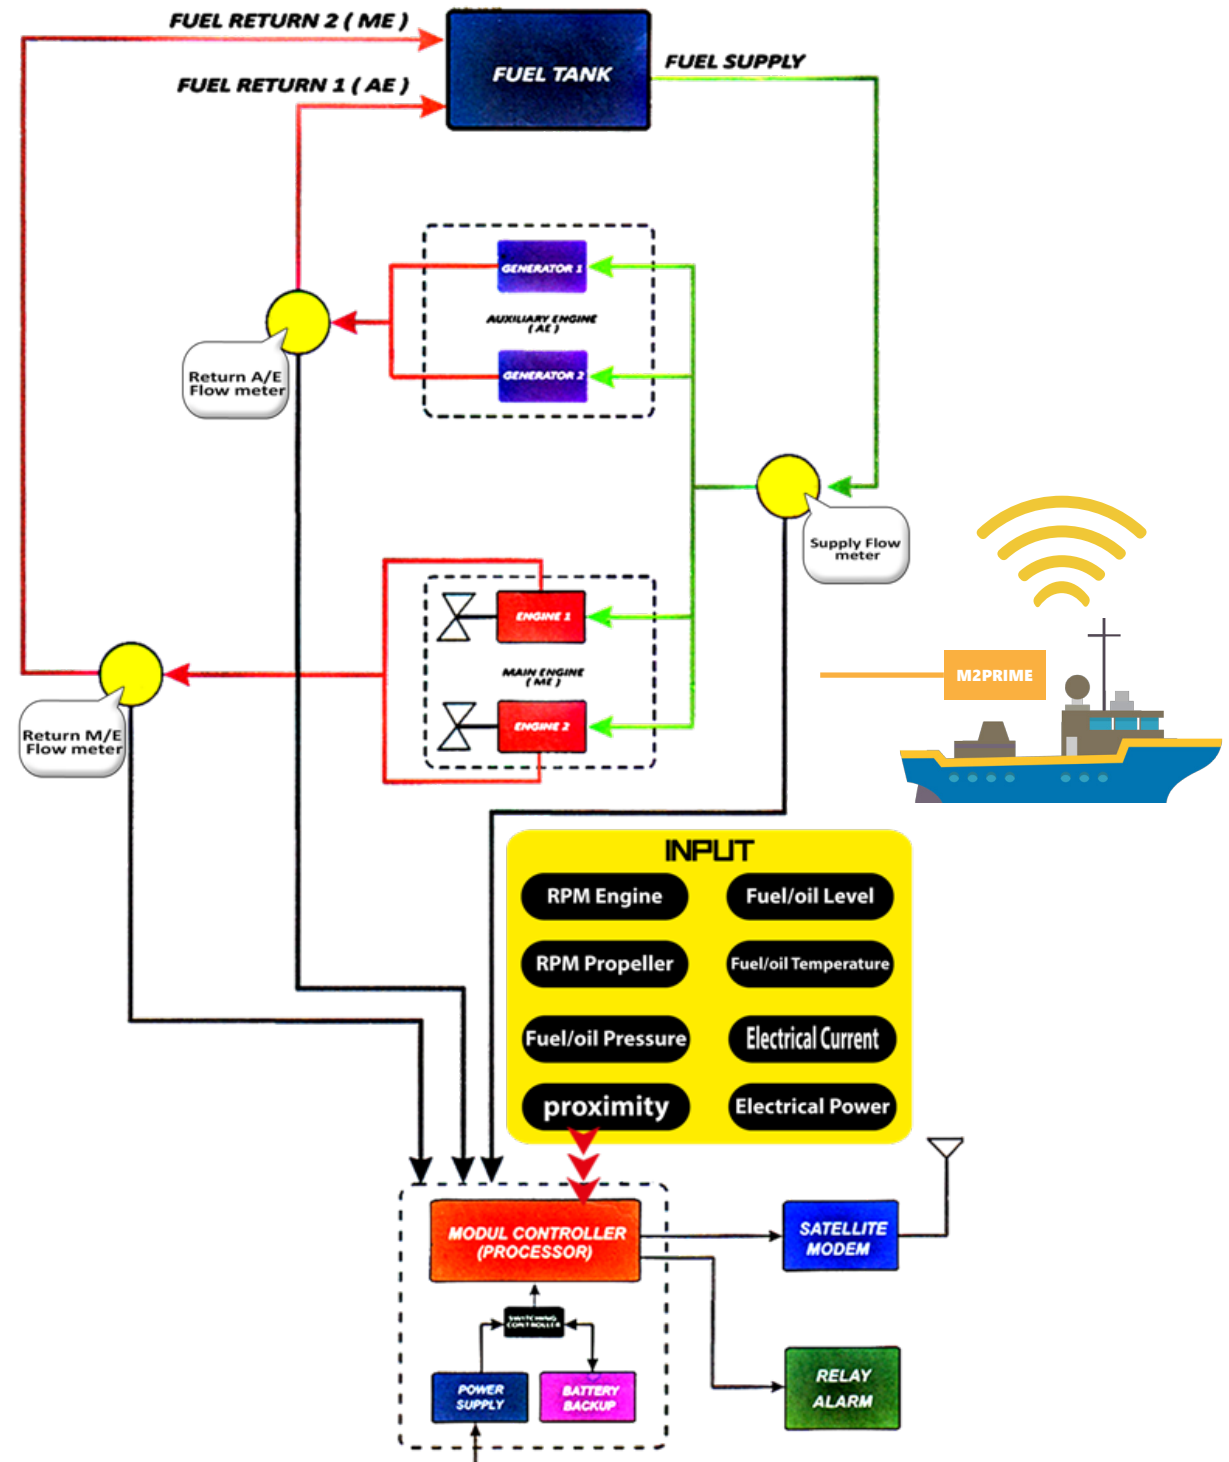 FUEL RETURN 2 ( ME )
FUEL TANK
FUEL SUPPLY
FUEL RETURN 1 ( AE )
GENERATOR 1
AUXILIARY ENGINE
( AE )
GENERATOR 2
Return A/E
Flow meter
Supply Flow
meter
ENGINE 1
MAIN ENGINE
( ME )
ENGINE 2
Return M/E
Flow meter
M2PRIME
INPUT
RPM Engine
Fuel/oil Level
RPM Propeller
Fuel/oil Temperature
Fuel/oil Pressure
Electrical Current
proximity
Electrical Power
MODUL CONTROLLER
(PROCESSOR)
SATELLITE
MODEM
SWITCHING
CONTROLLER
POWER
SUPPLY
BATTERY
BACKUP
RELAY
ALARM